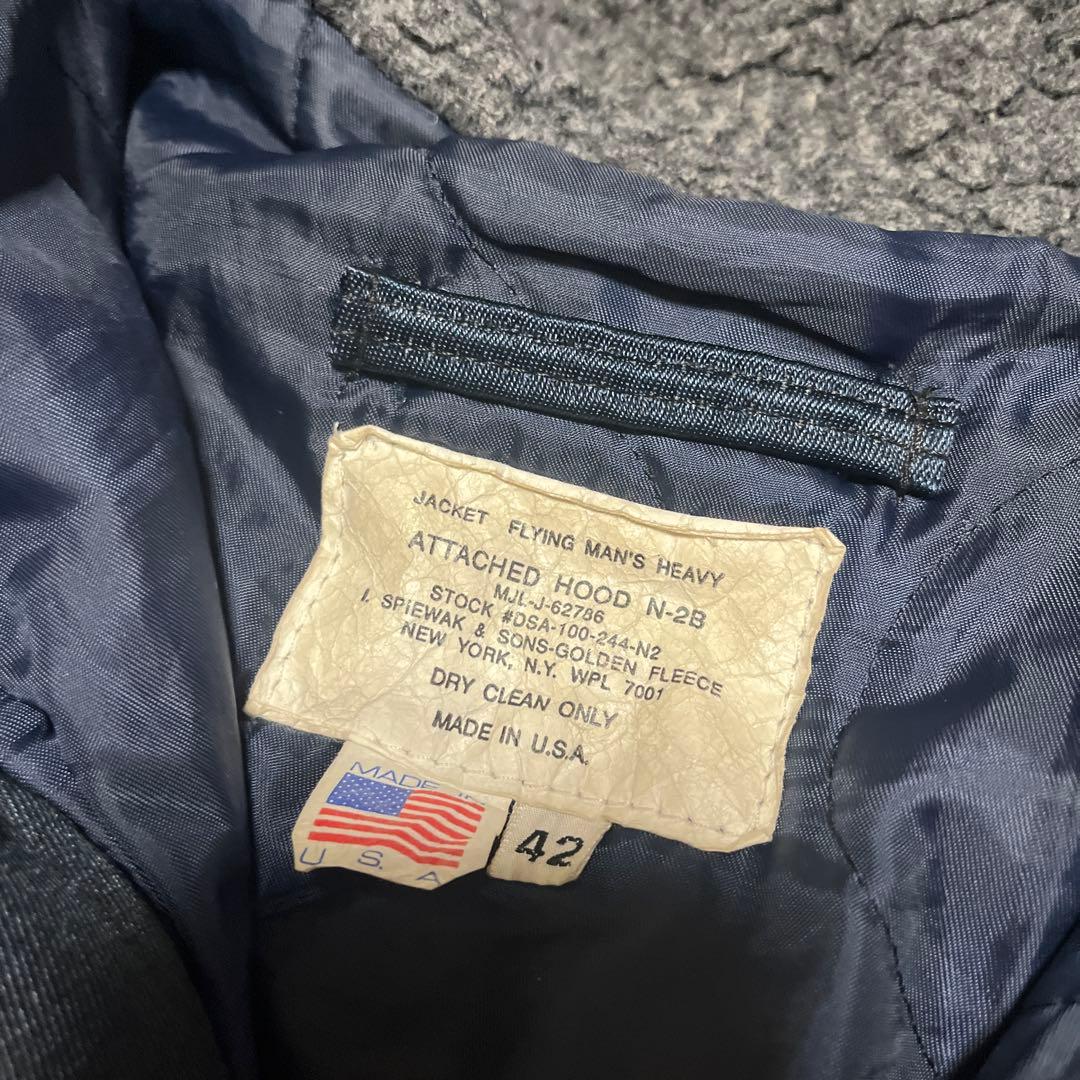 JACKET FLYING MAN'S HEAVY
ATTACHED HOOD N-2B
MJL-J-62786
STOCK #DSA-100-244-N2
I. SPIEWAK & SONS-GOLDEN FLEECE
NEW YORK, N.Y. WPL 7001
DRY CLEAN ONLY
MADE IN U.S.A.
MADE IN
U.S.A
42